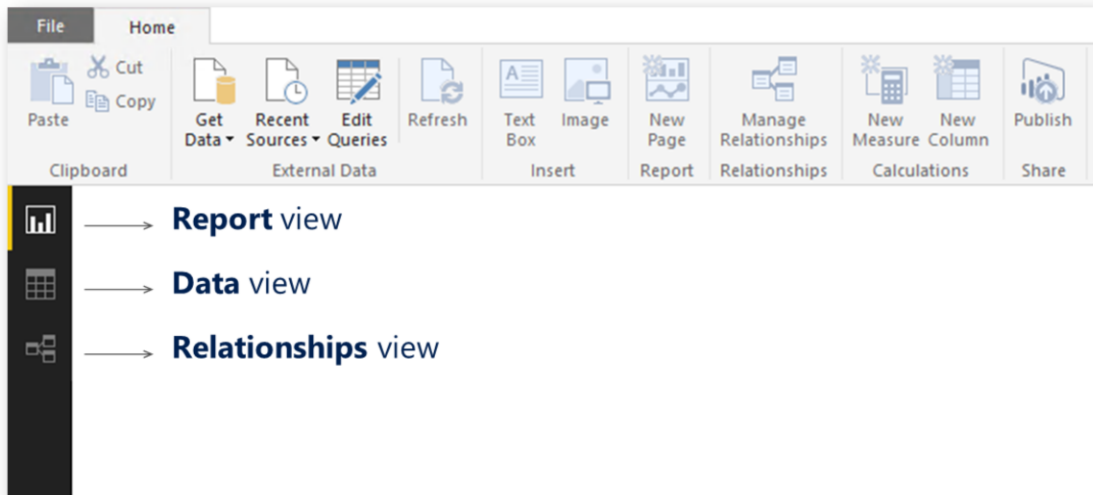 File Home
Cut
Copy
Paste
Get Data
Recent Sources
Edit Queries
Refresh
Text Box
Image
New Page
Manage Relationships
New Measure
New Column
Publish
Clipboard External Data Insert Report Relationships Calculations Share
Report view
Data view
Relationships view